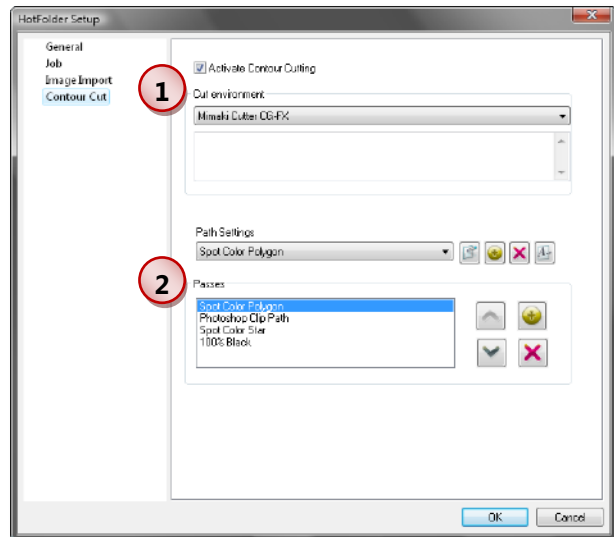 HotFolder Setup
General
Job
Image Import
Contour Cut
Activate Contour Cutting
1
Cut environment
Mimaki Cutter CG-FX
Path Settings
Spot Color Polygon
2
Passes
Spot Color Polygon
Photoshop Clip Path
Spot Color Star
100% Black
OK
Cancel